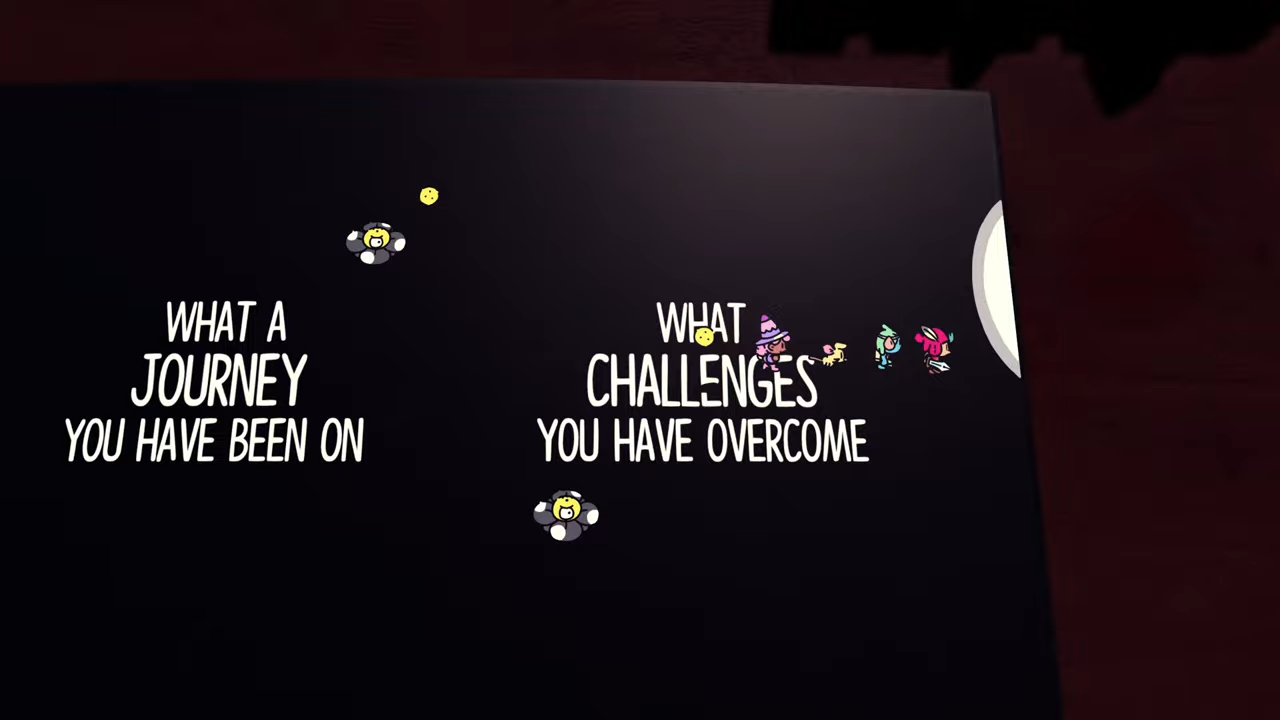 WHAT A
JOURNEY
YOU HAVE BEEN ON
WHAT
CHALLENGES
YOU HAVE OVERCOME